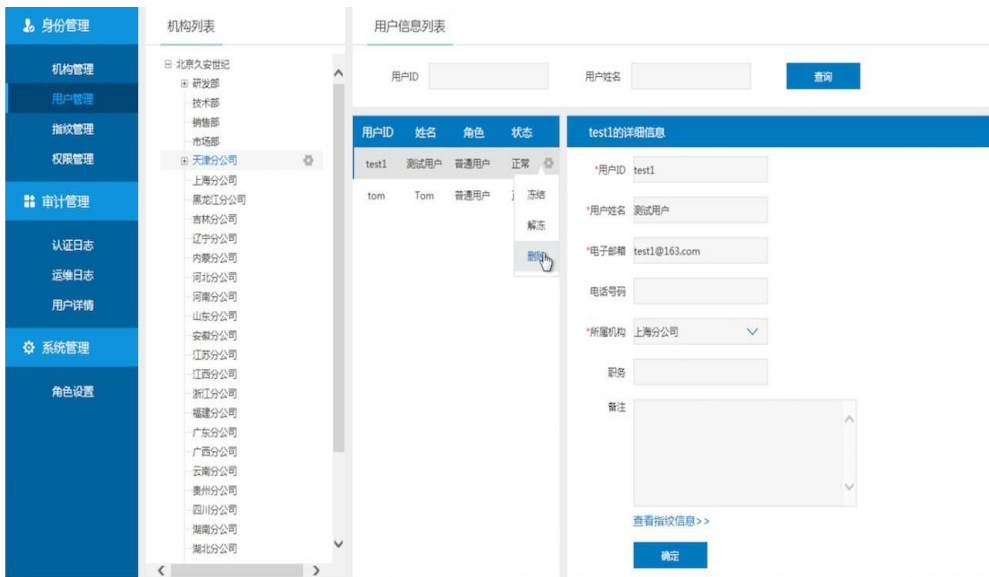 身份管理
机构管理
用户管理
指纹管理
权限管理
审计管理
认证日志
运维日志
用户详情
系统管理
角色设置
机构列表
北京久安世纪
研发部
技术部
销售部
市场部
天津分公司
上海分公司
黑龙江分公司
吉林分公司
辽宁分公司
内蒙分公司
河北分公司
河南分公司
山东分公司
安徽分公司
江苏分公司
江西分公司
浙江分公司
福建分公司
广东分公司
广西分公司
云南分公司
贵州分公司
四川分公司
湖南分公司
湖北分公司
用户信息列表
用户ID
用户姓名
查询
用户ID 姓名 角色 状态
test1 测试用户 普通用户 正常
tom Tom 普通用户
冻结
解冻
删除
test1的详细信息
*用户ID test1
*用户姓名 测试用户
*电子邮箱 test1@163.com
电话号码
*所属机构 上海分公司
职务
备注
查看指纹信息>>
确定